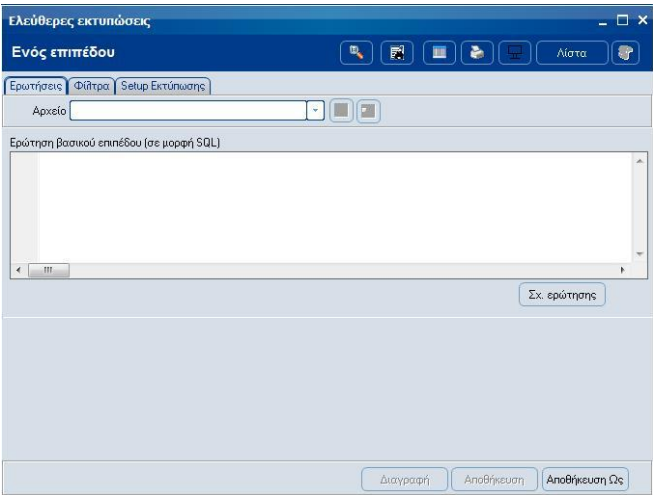 Ελεύθερες εκτυπώσεις
Ενός επιπέδου
Λίστα
Ερωτήσεις Φίλτρα Setup Εκτύπωσης
Αρχείο
Ερώτηση βασικού επιπέδου (σε μορφή SQL)
Σχ. ερώτησης
Διαγραφή Αποθήκευση Αποθήκευση Ως